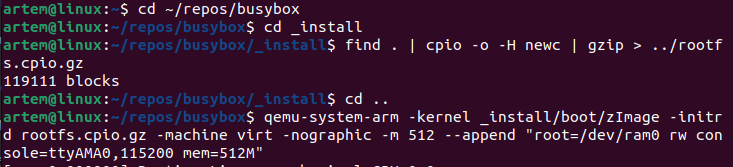 artem@linux:~$ cd ~/repos/busybox
artem@linux:~/repos/busybox$ cd _install
artem@linux:~/repos/busybox/_install$ find . | cpio -o -H newc | gzip > ../rootf
s.cpio.gz
119111 blocks
artem@linux:~/repos/busybox/_install$ cd ..
artem@linux:~/repos/busybox$ qemu-system-arm -kernel _install/boot/zImage -initr
d rootfs.cpio.gz -machine virt -nographic -m 512 --append "root=/dev/ram0 rw con
sole=ttyAMA0,115200 mem=512M"